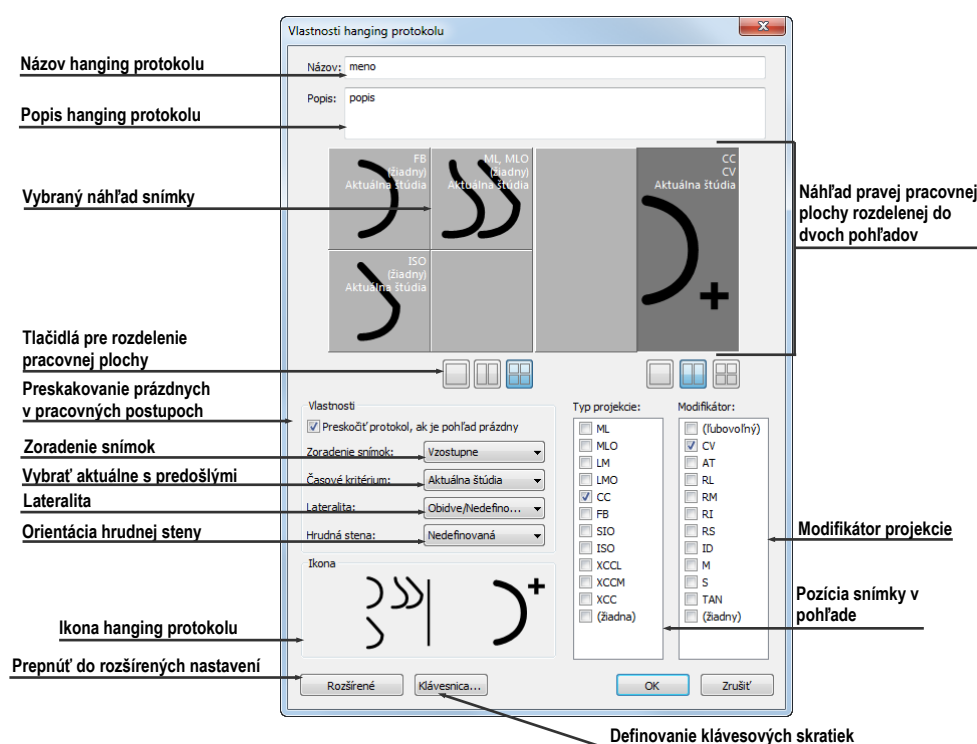 Vlastnosti hanging protokolu
Názov hanging protokolu
Názov: meno
Popis hanging protokolu
Popis: popis
FB
(žiadny)
Aktuálna štúdia
ML, MLO
(žiadny)
Aktuálna štúdia
CC
CV
Aktuálna štúdia
Vybraný náhľad snímky
Náhľad pravej pracovnej
plochy rozdelenej do
dvoch pohľadov
ISO
(žiadny)
Aktuálna štúdia
Tlačidlá pre rozdelenie
pracovnej plochy
Preskakovanie prázdnych
v pracovných postupoch
Zoradenie snímok
Vybrať aktuálne s predošlými
Lateralita
Orientácia hrudnej steny
Vlastnosti
Preskočiť protokol, ak je pohľad prázdny
Zoradenie snímok: Vzostupne
Časové kritérium: Aktuálna štúdia
Lateralita: Obidve/Nedefino...
Hrudná stena: Nedefinovaná
Typ projekcie:
ML
MLO
LM
LMO
CC
FB
SIO
ISO
XCCL
XCCM
XCC
(žiadna)
Modifikátor:
(ľubovoľný)
CV
AT
RL
RM
RI
RS
ID
M
S
TAN
(žiadny)
Modifikátor projekcie
Pozícia snímky v
pohľade
Ikona
Ikona hanging protokolu
Prepnúť do rozšírených nastavení
Rozšírené
Klávesnica...
OK
Zrušiť
Definovanie klávesových skratiek